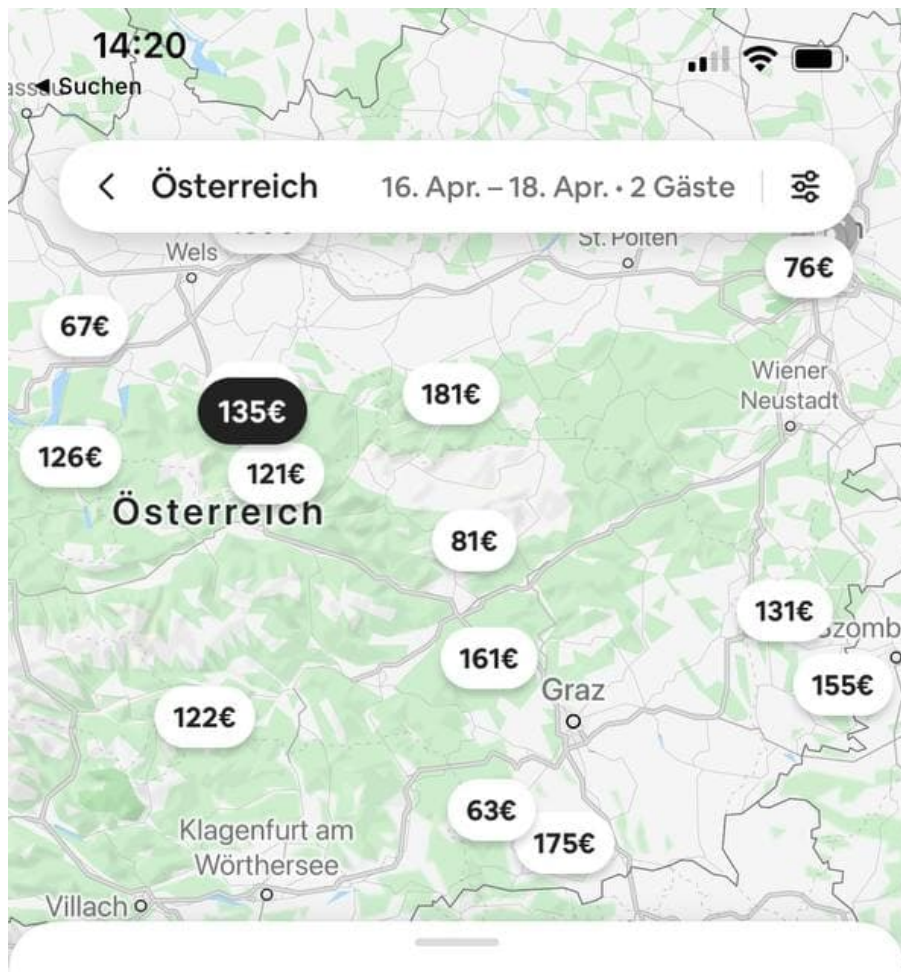 14:20
Suchen
Österreich
16. Apr. – 18. Apr. • 2 Gäste
Wels
St. Pölten
76€
67€
Wiener
Neustadt
181€
135€
126€
121€
Österreich
81€
131€
161€
155€
Graz
122€
63€
175€
Klagenfurt am
Wörthersee
Villach